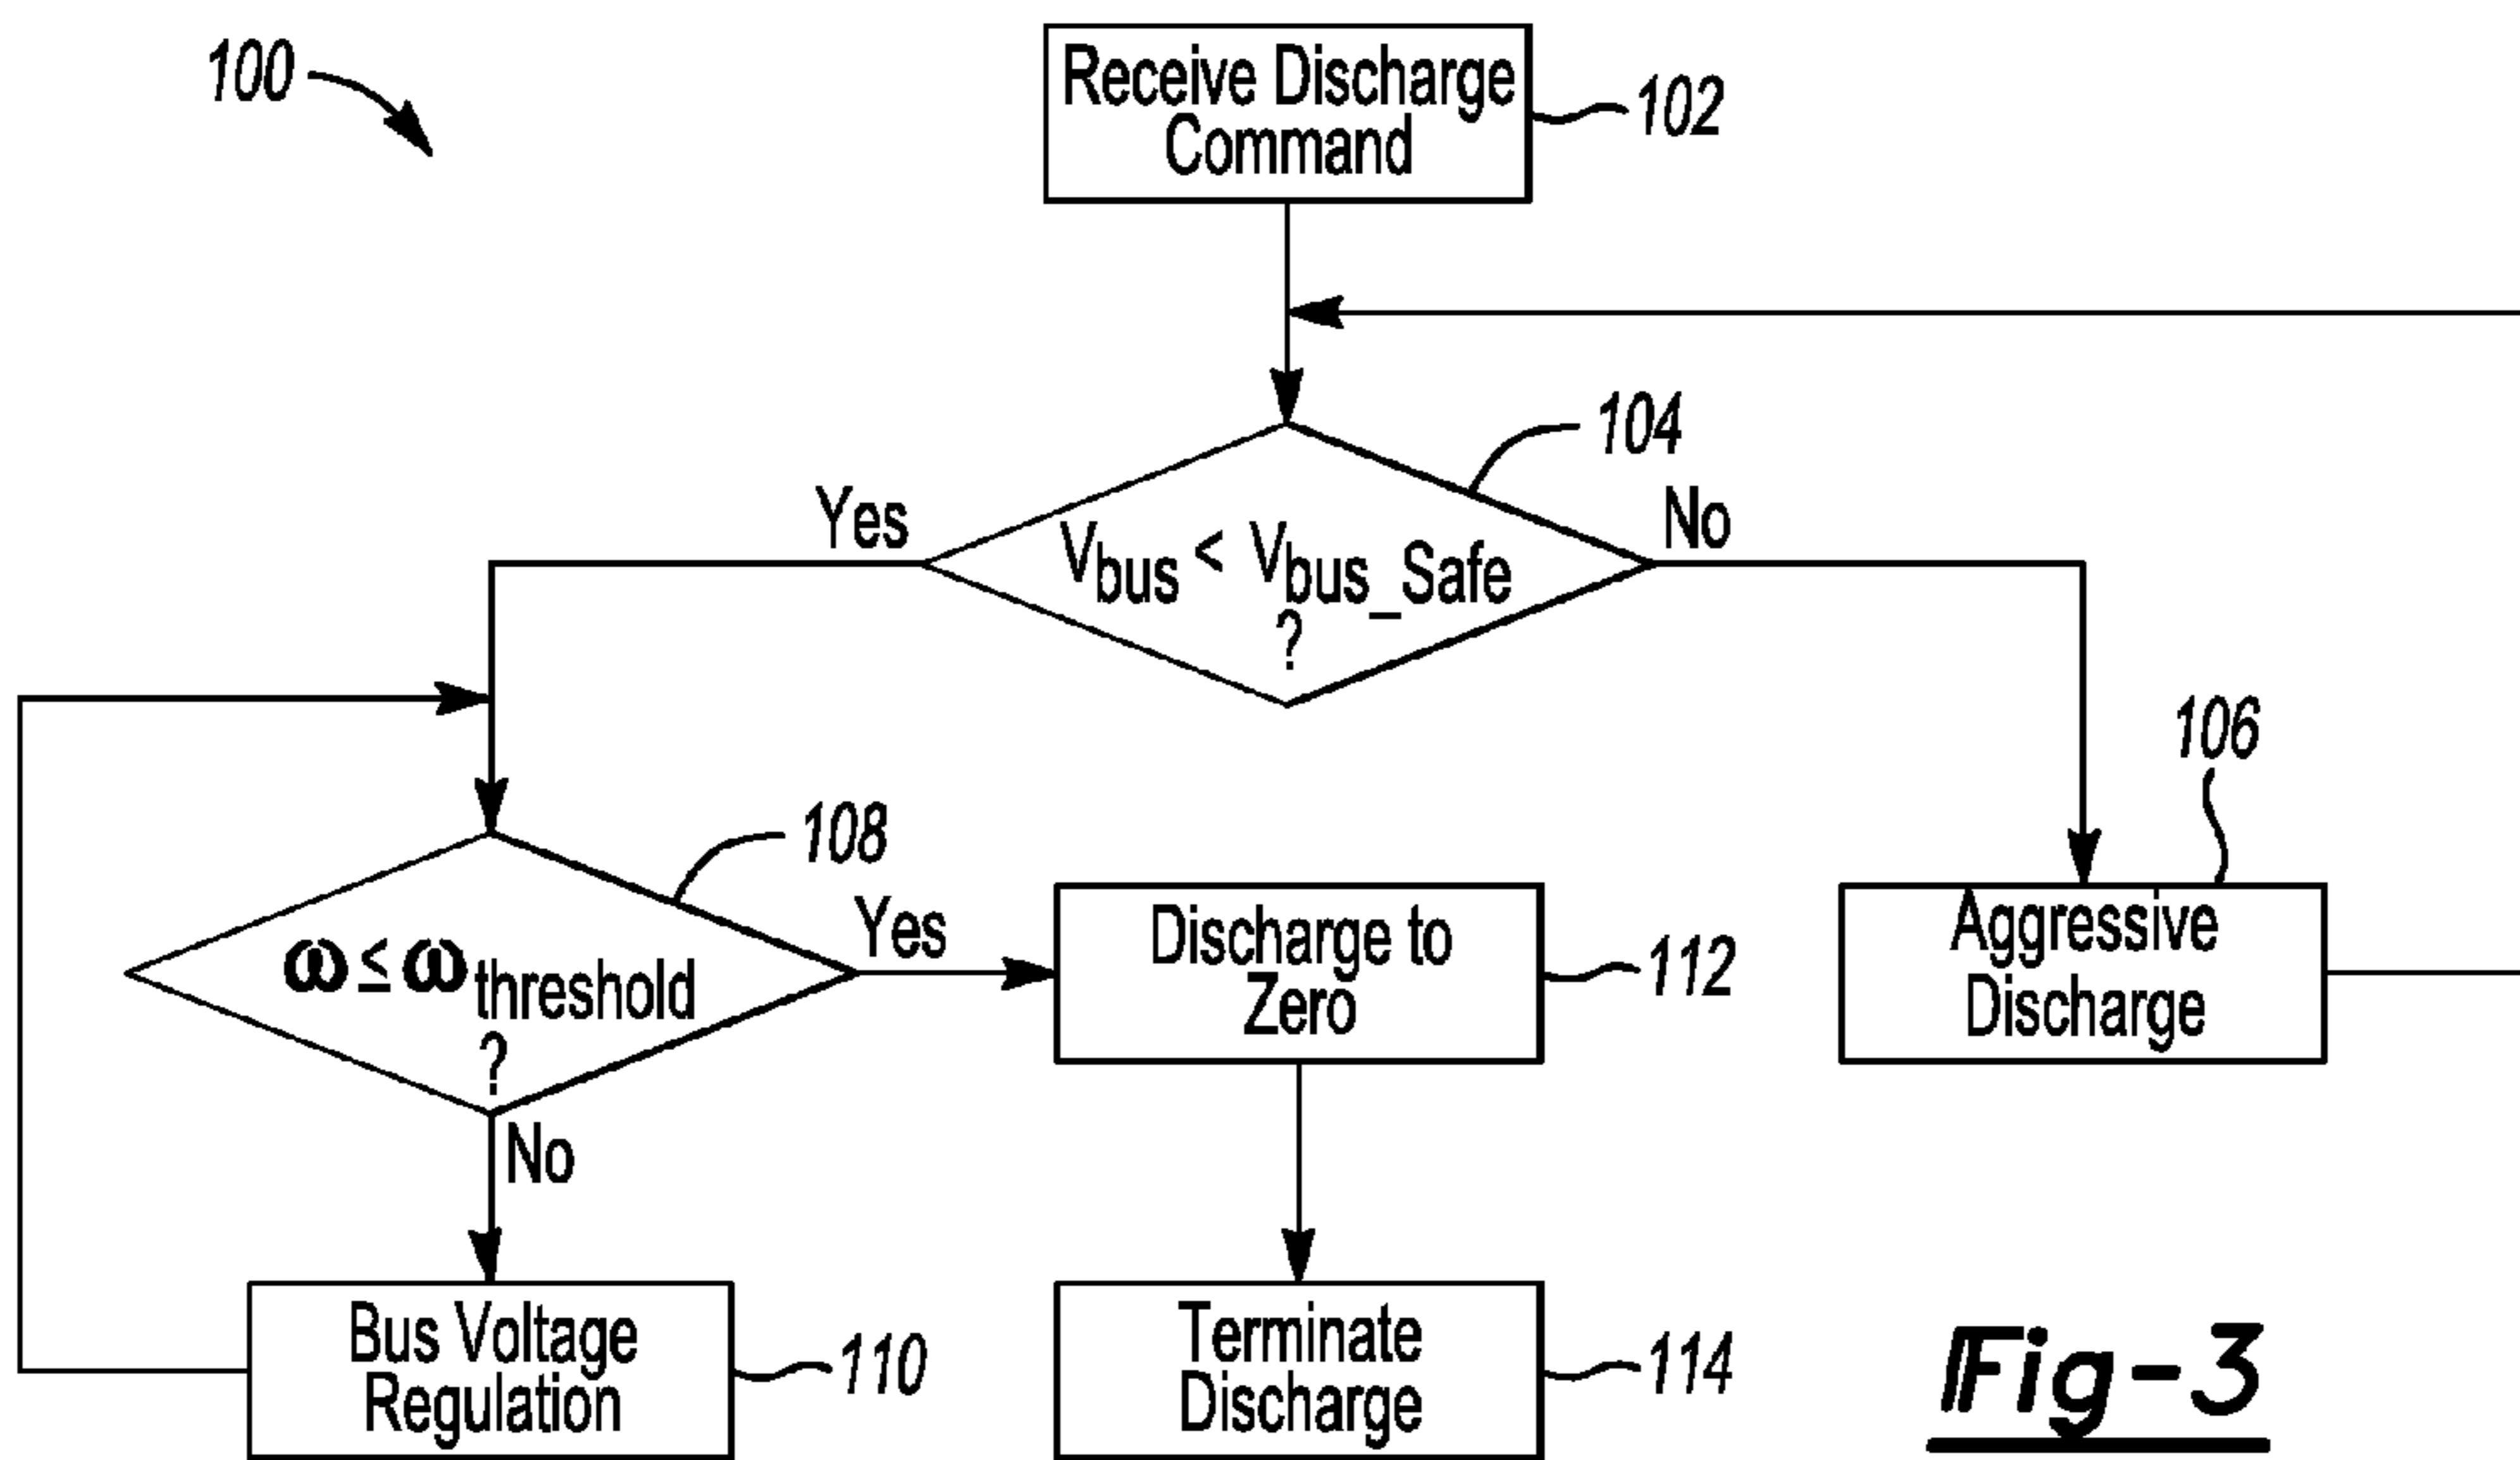 100
Receive Discharge
Command
102
104
Yes
No
Vbus < Vbus_Safe
?
106
108
Yes
ω ≤ ωthreshold
?
No
Discharge to
Zero
112
Aggressive
Discharge
Bus Voltage
Regulation
110
Terminate
Discharge
114
Fig-3